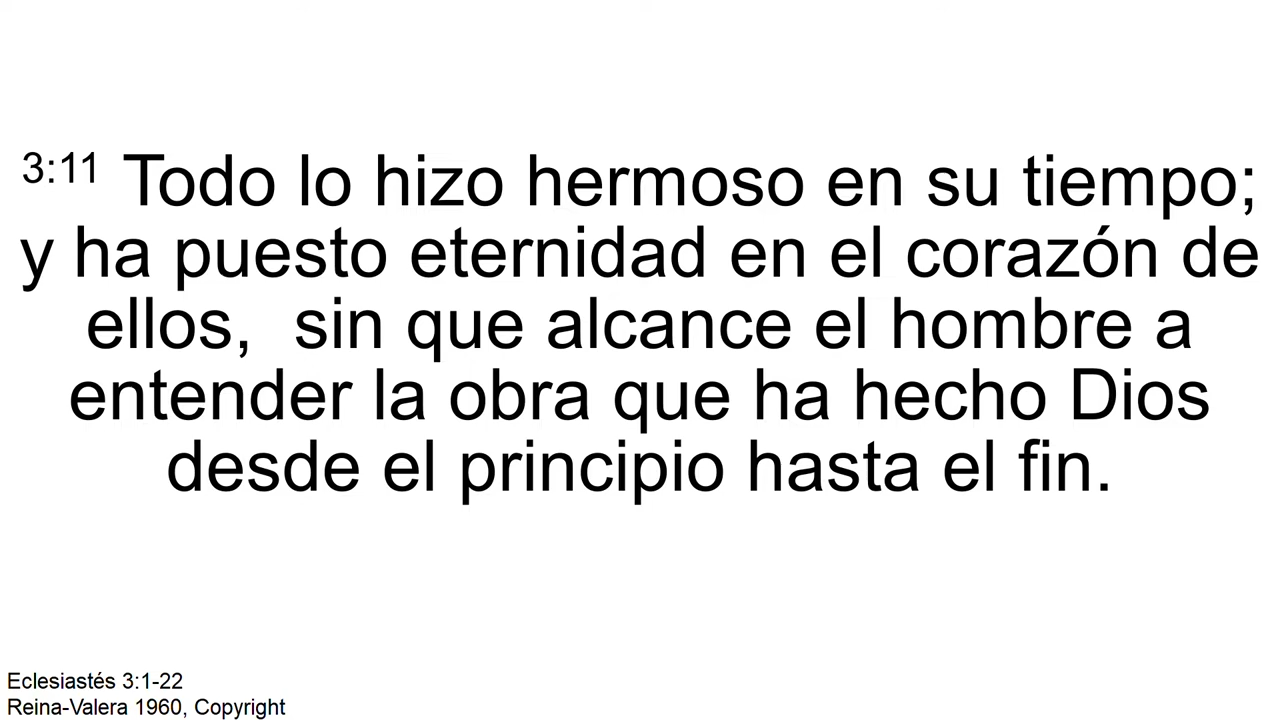 3:11 Todo lo hizo hermoso en su tiempo;
y ha puesto eternidad en el corazón de
ellos,  sin que alcance el hombre a
entender la obra que ha hecho Dios
desde el principio hasta el fin.
Eclesiastés 3:1-22
Reina-Valera 1960, Copyright